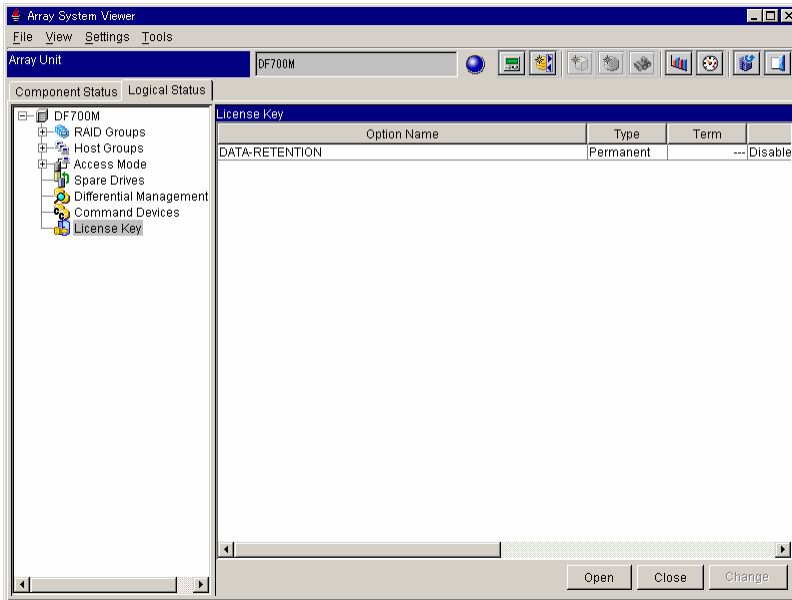 Array System Viewer
File View Settings Tools
Array Unit
DF700M
Component Status Logical Status
DF700M
RAID Groups
Host Groups
Access Mode
Spare Drives
Differential Management
Command Devices
License Key
License Key
Option Name Type Term
DATA-RETENTION Permanent --- Disable
Open Close Change